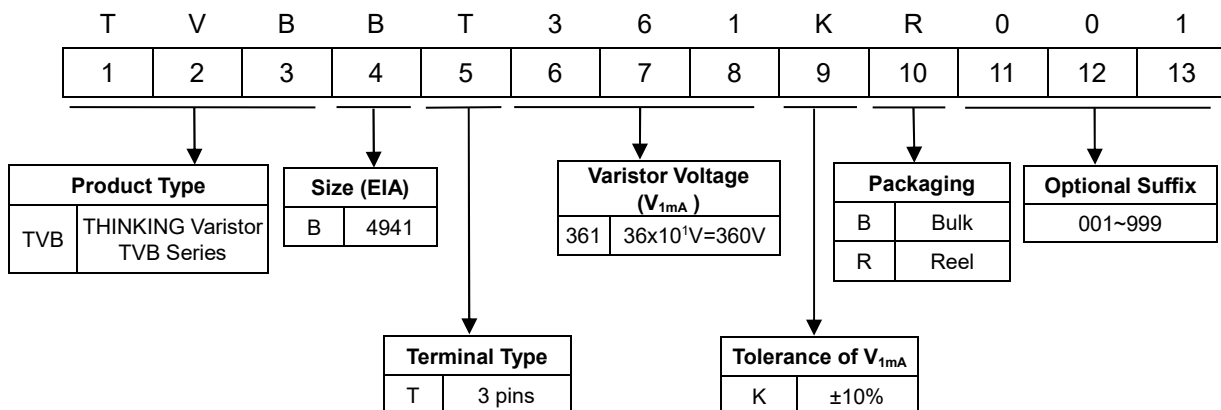 T V B B T 3 6 1 K R 0 0 1
1 2 3 4 5 6 7 8 9 10 11 12 13
Product Type
TVB THINKING Varistor
TVB Series
Size (EIA)
B 4941
Varistor Voltage
(V₁ₘA )
361 36x10¹V=360V
Packaging
B Bulk
R Reel
Optional Suffix
001~999
Terminal Type
T 3 pins
Tolerance of V₁ₘA
K ±10%